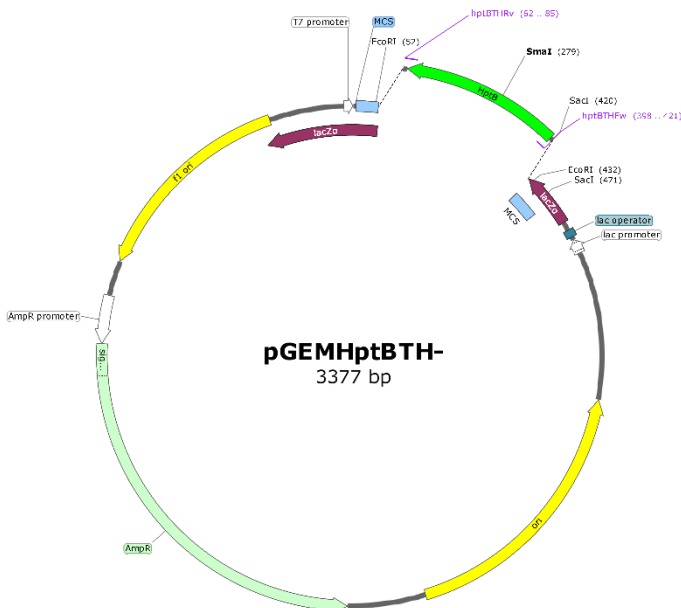 T7 promoter
MCS
EcoRI (57)
hptBTHRv (62 .. 85)
SmaI (279)
HptB
SacI (420)
hptBTHFw (398 .. 421)
EcoRI (432)
SacI (471)
lacZα
MCS
lac operator
lac promoter
lacZα
f1 ori
AmpR promoter
sig...
pGEMHptBTH-
3377 bp
ori
AmpR